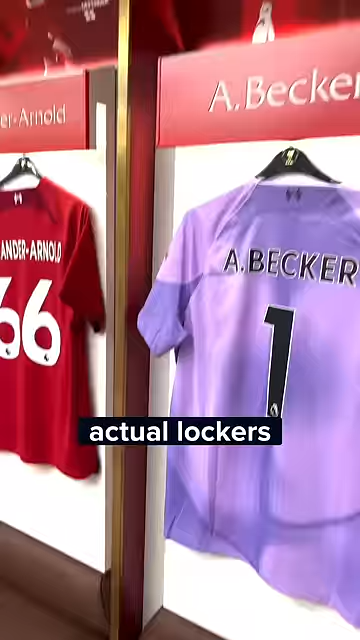 er-Arnold
A.Becker
ANDER-ARNOLD
66
A.BECKER
1
actual lockers